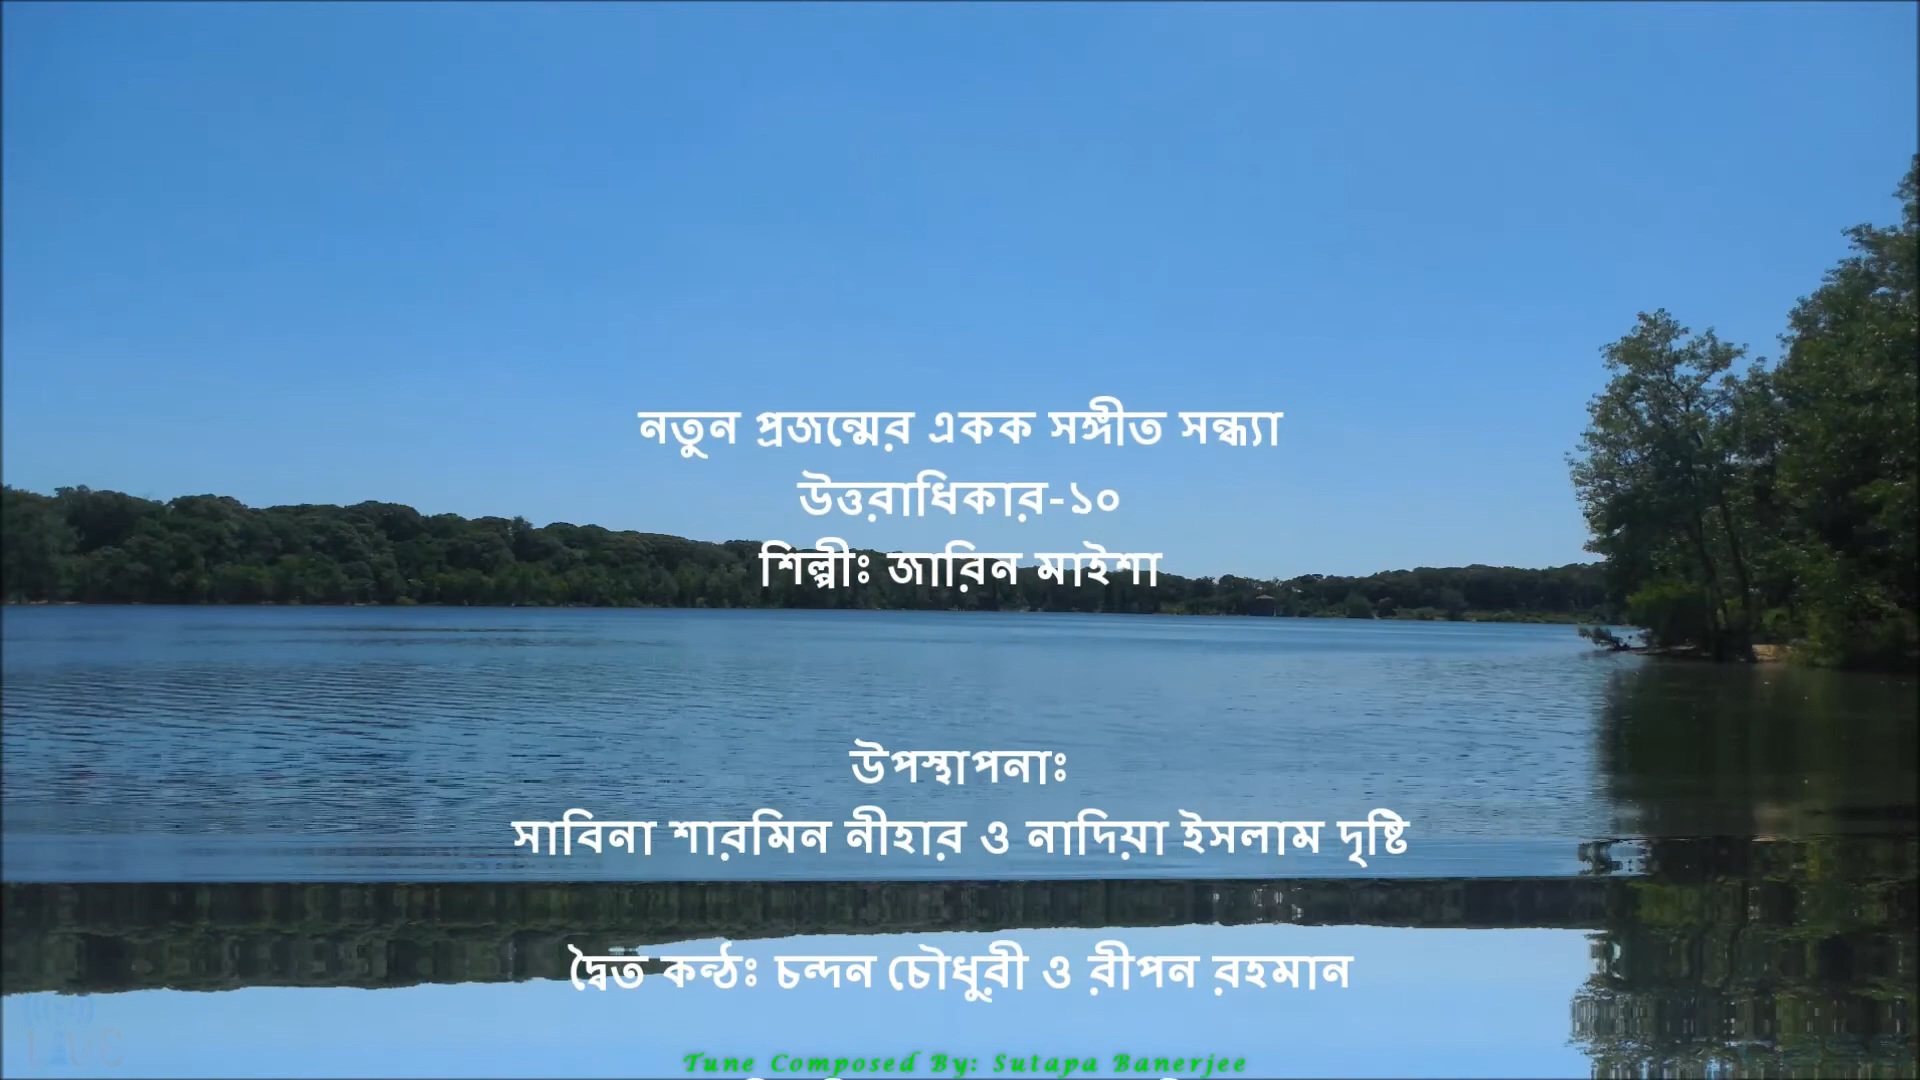 নতুন প্রজন্মের একক সঙ্গীত সন্ধ্যা
উত্তরাধিকার-১০
শিল্পীঃ জারিন মাইশা
উপস্থাপনাঃ
সাবিনা শারমিন নীহার ও নাদিয়া ইসলাম দৃষ্টি
দ্বৈত কন্ঠঃ চন্দন চৌধুরী ও রীপন রহমান
LIVE
Tune Composed By: Sutapa Banerjee